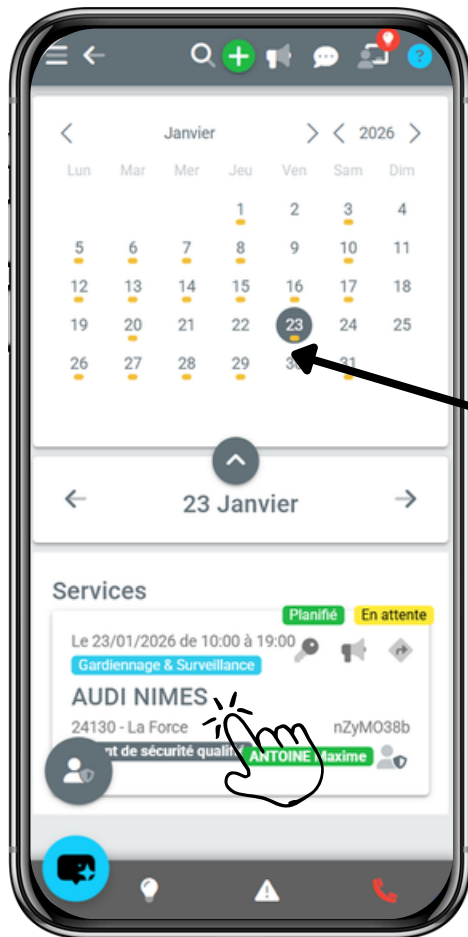 ?
Janvier 2026
Lun Mar Mer Jeu Ven Sam Dim
1 2 3 4
5 6 7 8 9 10 11
12 13 14 15 16 17 18
19 20 21 22 23 24 25
26 27 28 29 30 31
23 Janvier
Services
Planifié En attente
Le 23/01/2026 de 10:00 à 19:00
Gardiennage & Surveillance
AUDI NIMES
24130 - La Force nZyMO38b
de sécurité ANTOINE Maxime